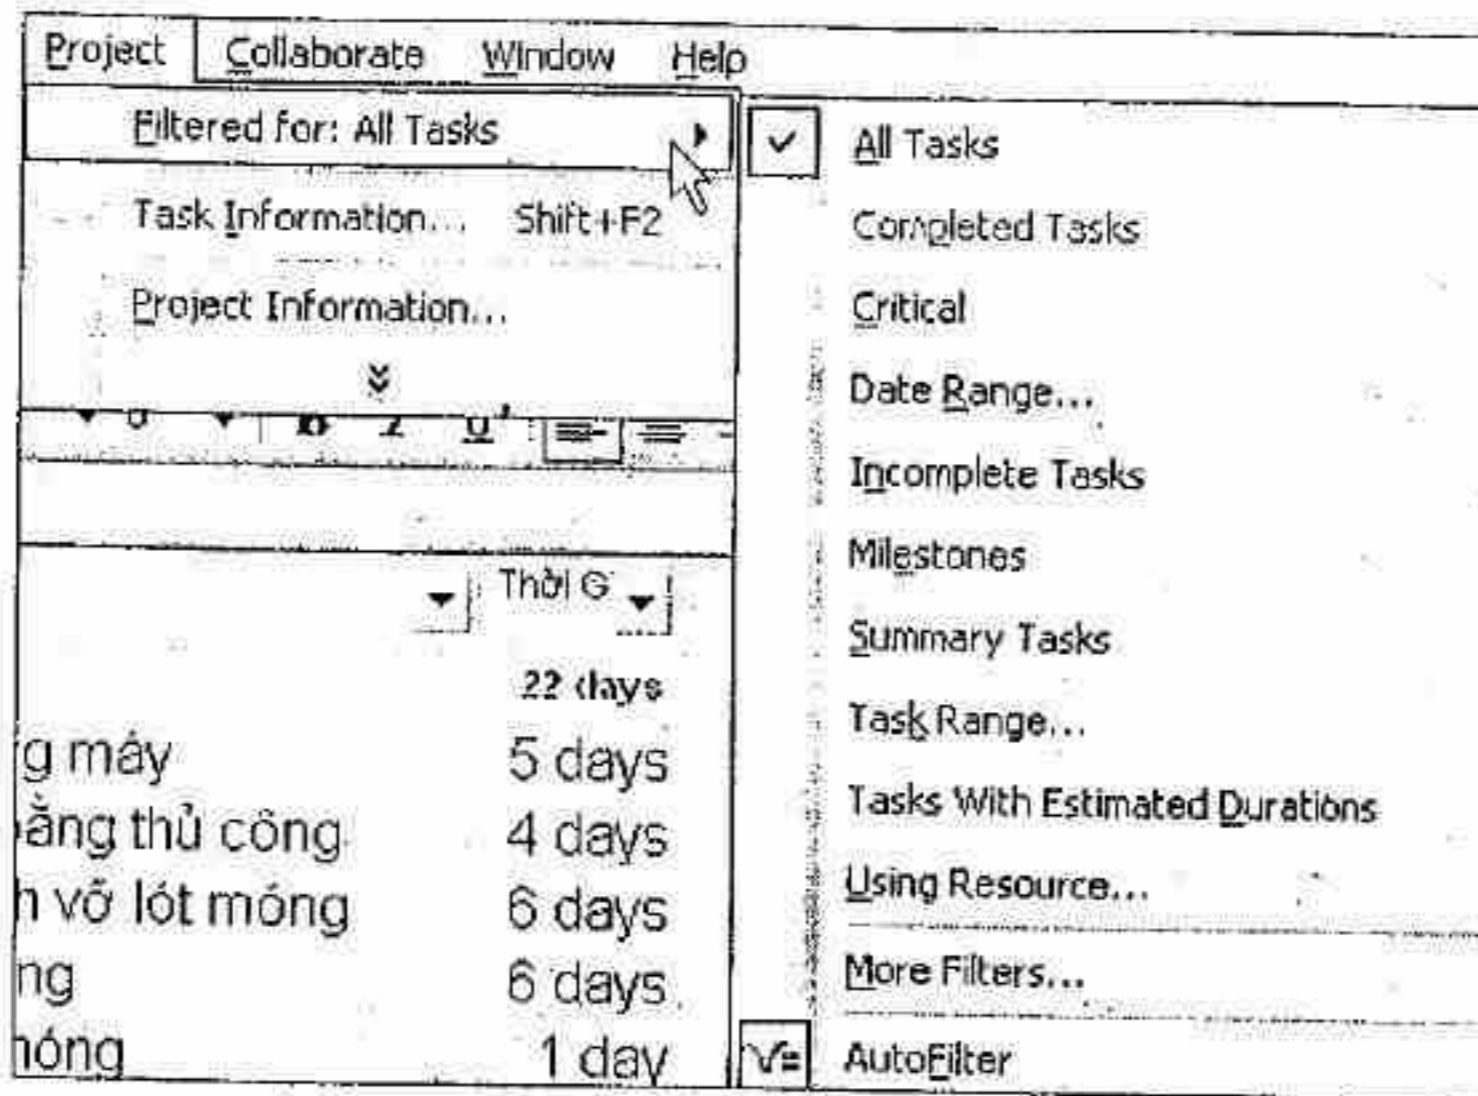 Project Collaborate Window Help
Filtered for: All Tasks
Task Information... Shift+F2
Project Information...
All Tasks
Completed Tasks
Critical
Date Range...
Incomplete Tasks
Milestones
Summary Tasks
Task Range...
Tasks With Estimated Durations
Using Resource...
More Filters...
AutoFilter
Thời G
22 days
g máy 5 days
ằng thủ công 4 days
h vỡ lót móng 6 days
ng 6 days
móng 1 day